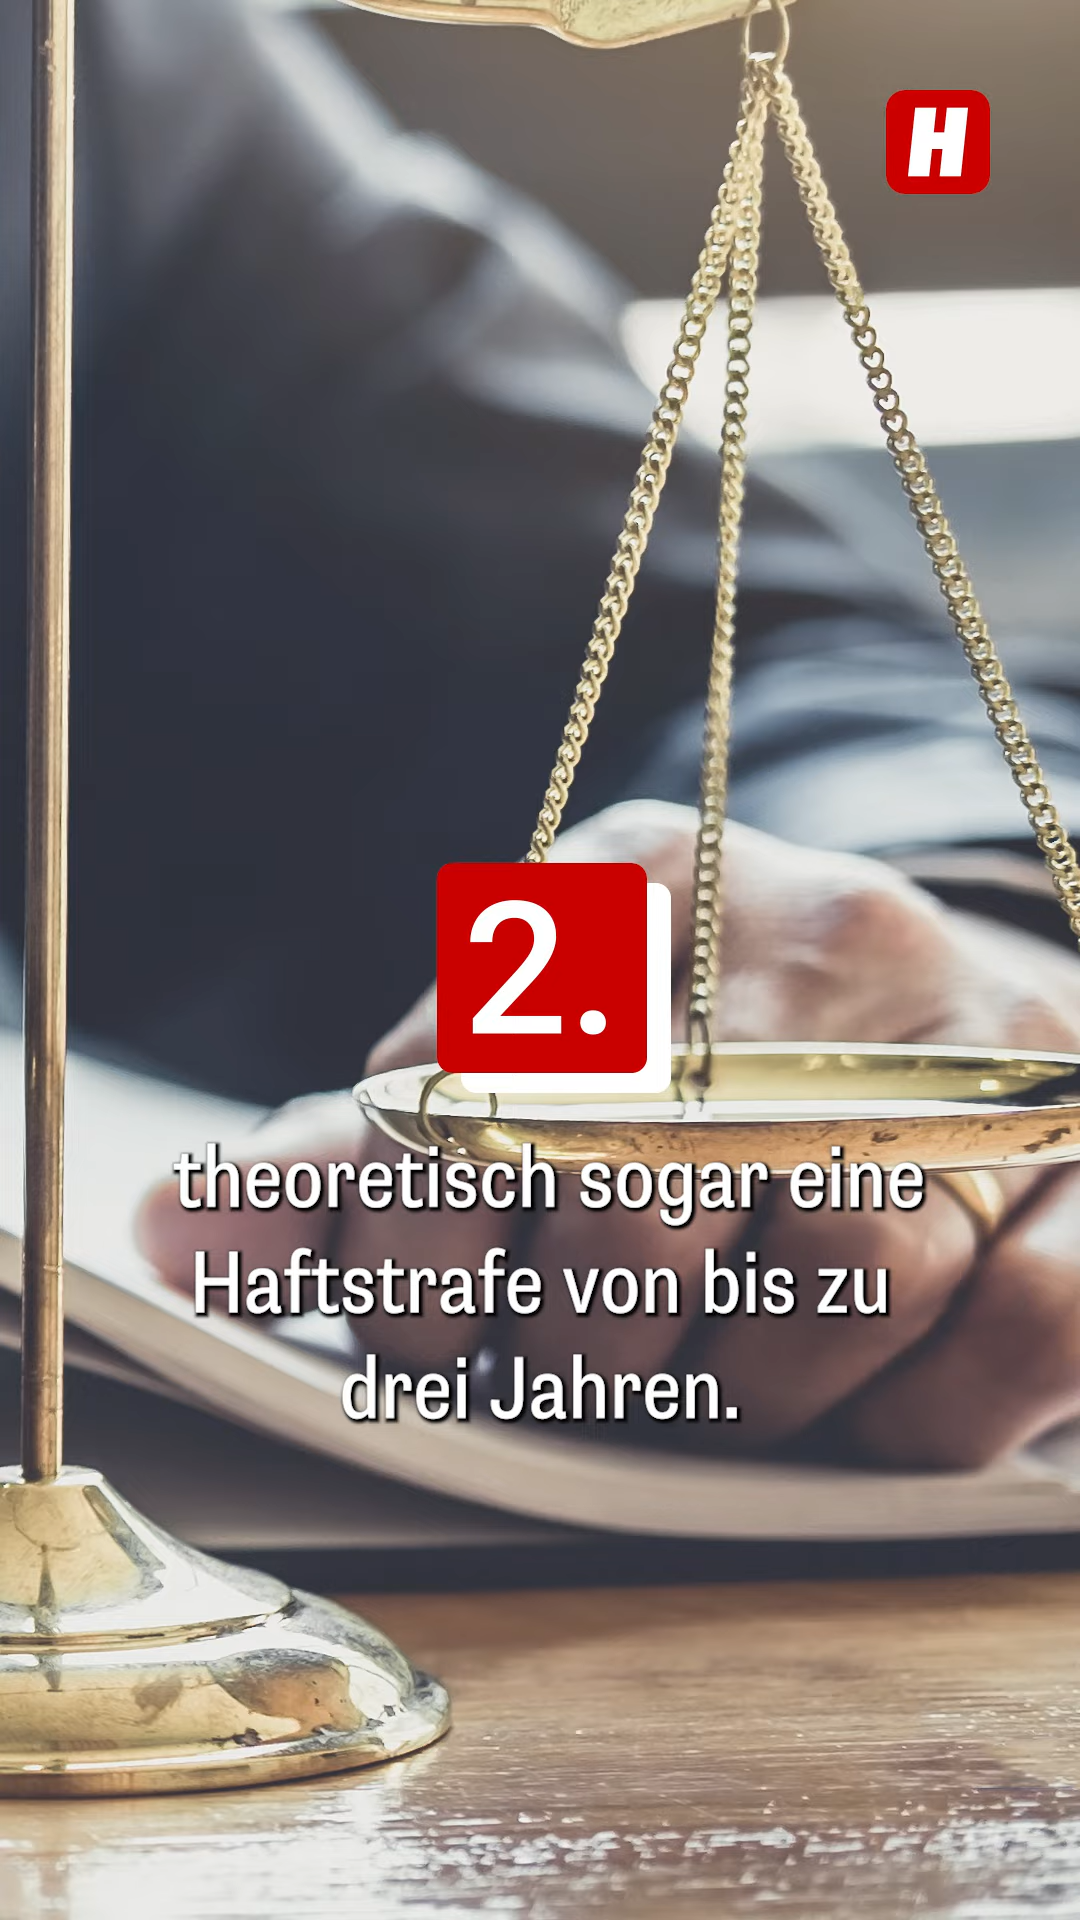 H
2.
theoretisch sogar eine
Haftstrafe von bis zu
drei Jahren.